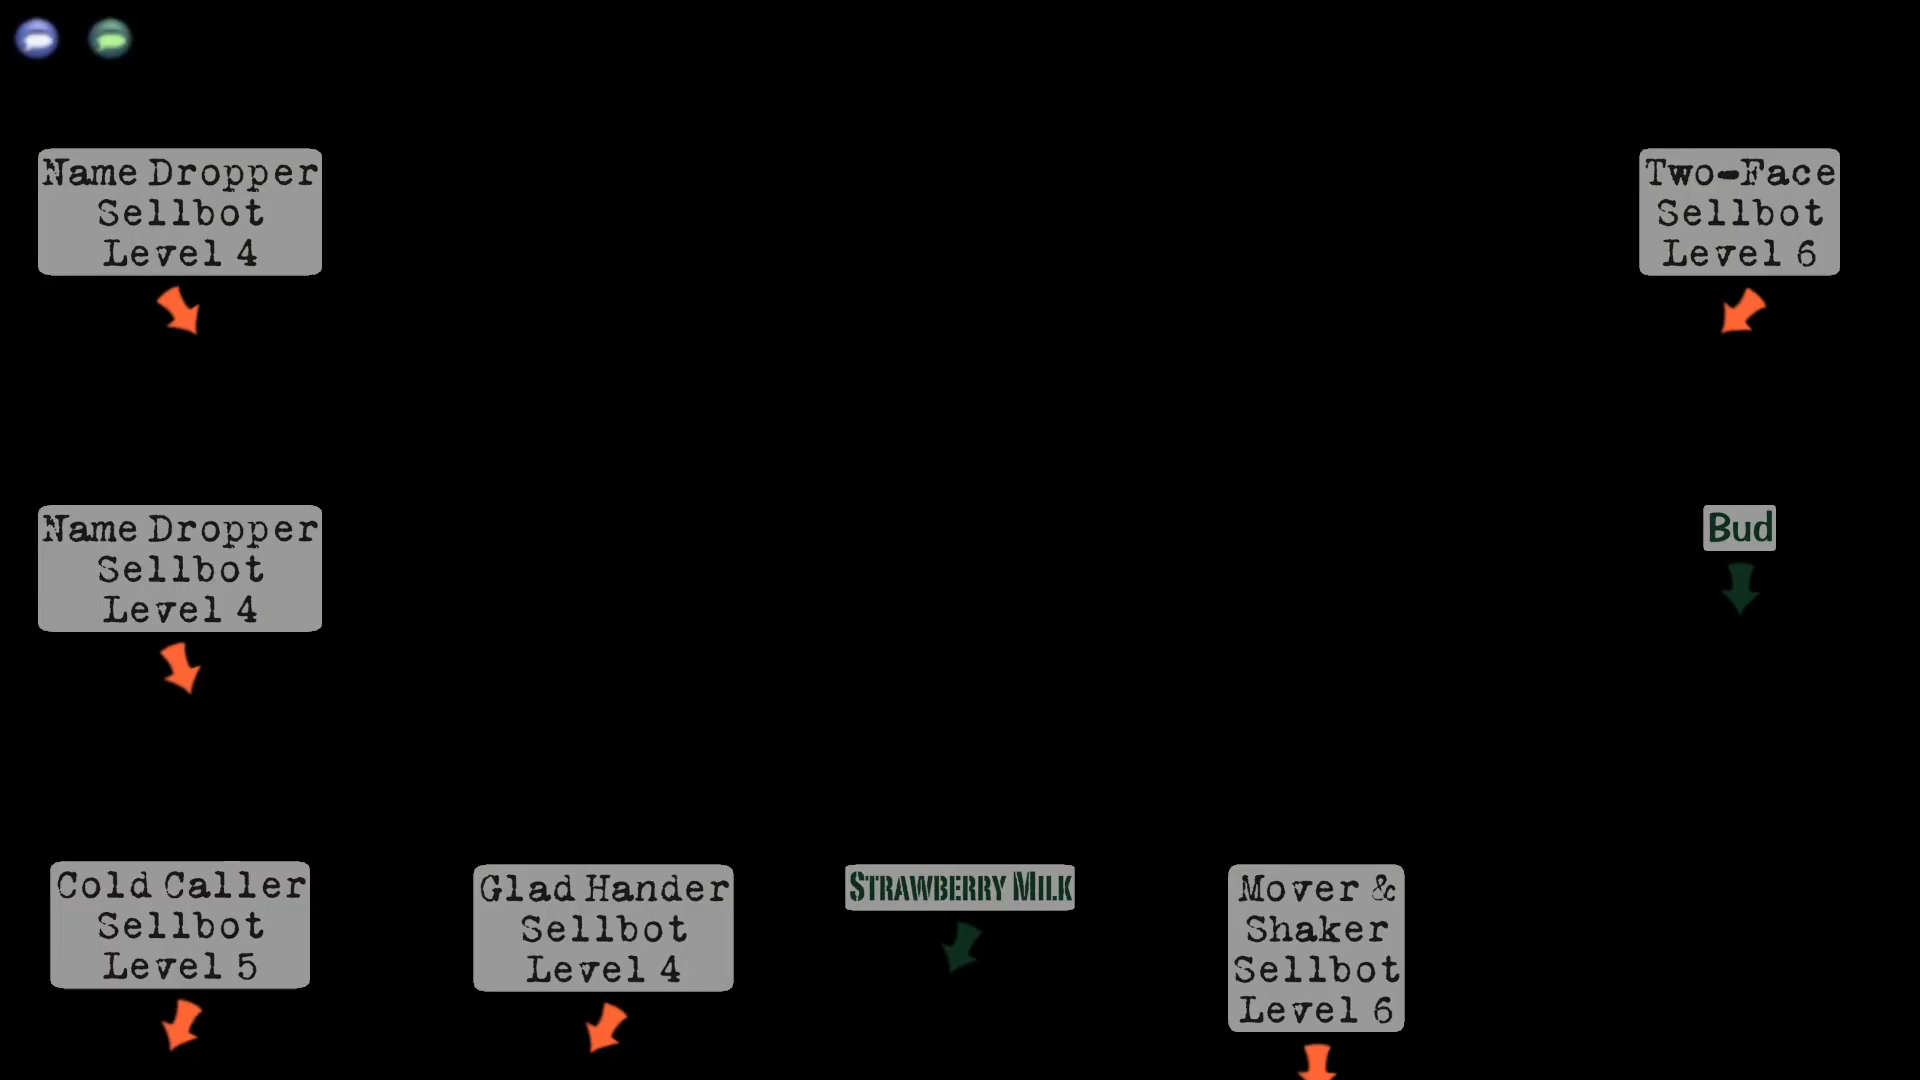 Name Dropper
Sellbot
Level 4
Two-Face
Sellbot
Level 6
Name Dropper
Sellbot
Level 4
Bud
Cold Caller
Sellbot
Level 5
Glad Hander
Sellbot
Level 4
STRAWBERRY MILK
Mover &
Shaker
Sellbot
Level 6